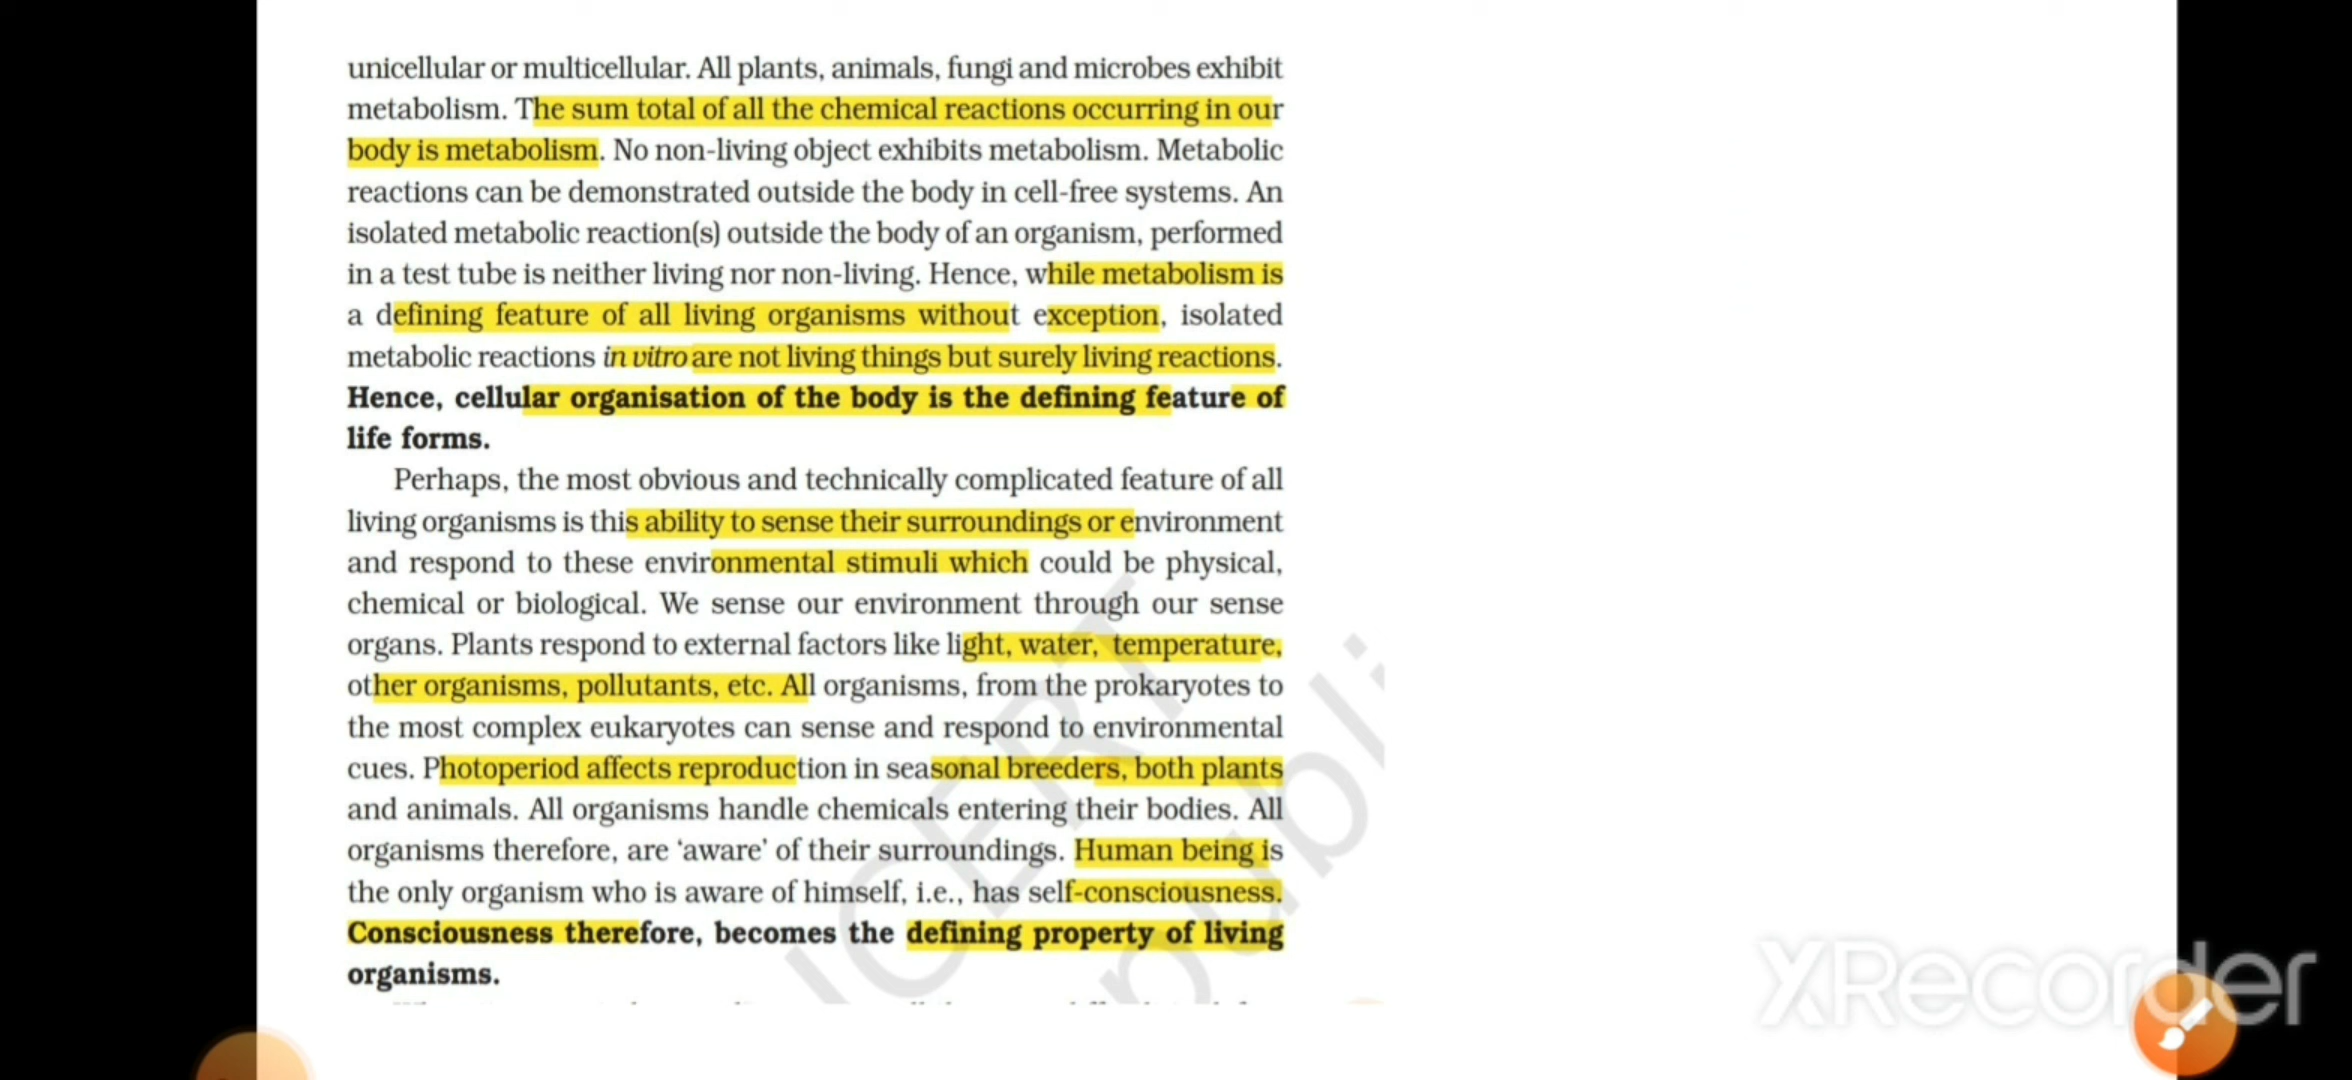 unicellular or multicellular. All plants, animals, fungi and microbes exhibit
metabolism. The sum total of all the chemical reactions occurring in our
body is metabolism. No non-living object exhibits metabolism. Metabolic
reactions can be demonstrated outside the body in cell-free systems. An
isolated metabolic reaction(s) outside the body of an organism, performed
in a test tube is neither living nor non-living. Hence, while metabolism is
a defining feature of all living organisms without exception, isolated
metabolic reactions in vitro are not living things but surely living reactions.
Hence, cellular organisation of the body is the defining feature of
life forms.
Perhaps, the most obvious and technically complicated feature of all
living organisms is this ability to sense their surroundings or environment
and respond to these environmental stimuli which could be physical,
chemical or biological. We sense our environment through our sense
organs. Plants respond to external factors like light, water, temperature,
other organisms, pollutants, etc. All organisms, from the prokaryotes to
the most complex eukaryotes can sense and respond to environmental
cues. Photoperiod affects reproduction in seasonal breeders, both plants
and animals. All organisms handle chemicals entering their bodies. All
organisms therefore, are ‘aware’ of their surroundings. Human being is
the only organism who is aware of himself, i.e., has self-consciousness.
Consciousness therefore, becomes the defining property of living
organisms.
NCERT
publi
XRecorder